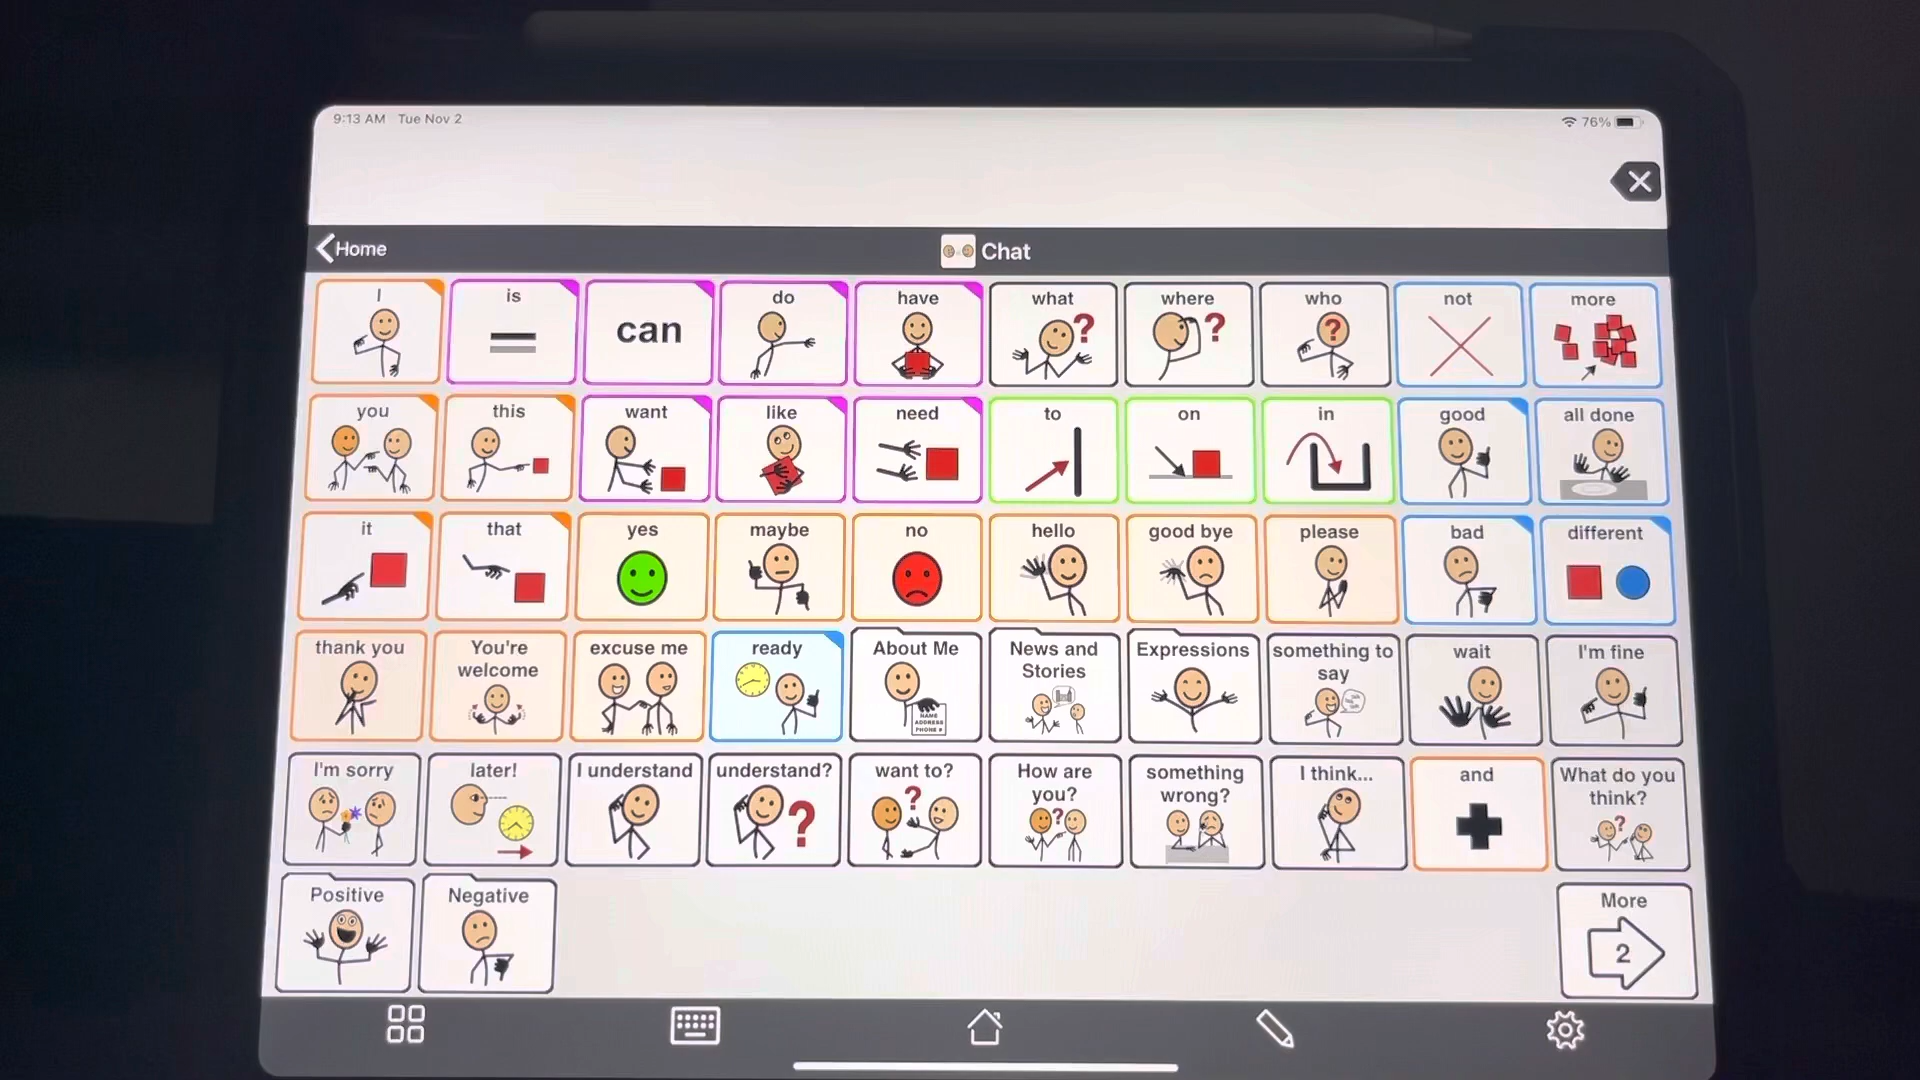 9:13 AM Tue Nov 2
76%
Home
Chat
I
is
can
do
have
what
where
who
not
more
you
this
want
like
need
to
on
in
good
all done
it
that
yes
maybe
no
hello
good bye
please
bad
different
thank you
You're
welcome
excuse me
ready
About Me
NAME
ADDRESS
PHONE #
News and
Stories
Expressions
something to
say
wait
I'm fine
I'm sorry
later!
I understand
understand?
want to?
How are
you?
something
wrong?
I think...
and
What do you
think?
Positive
Negative
More
2